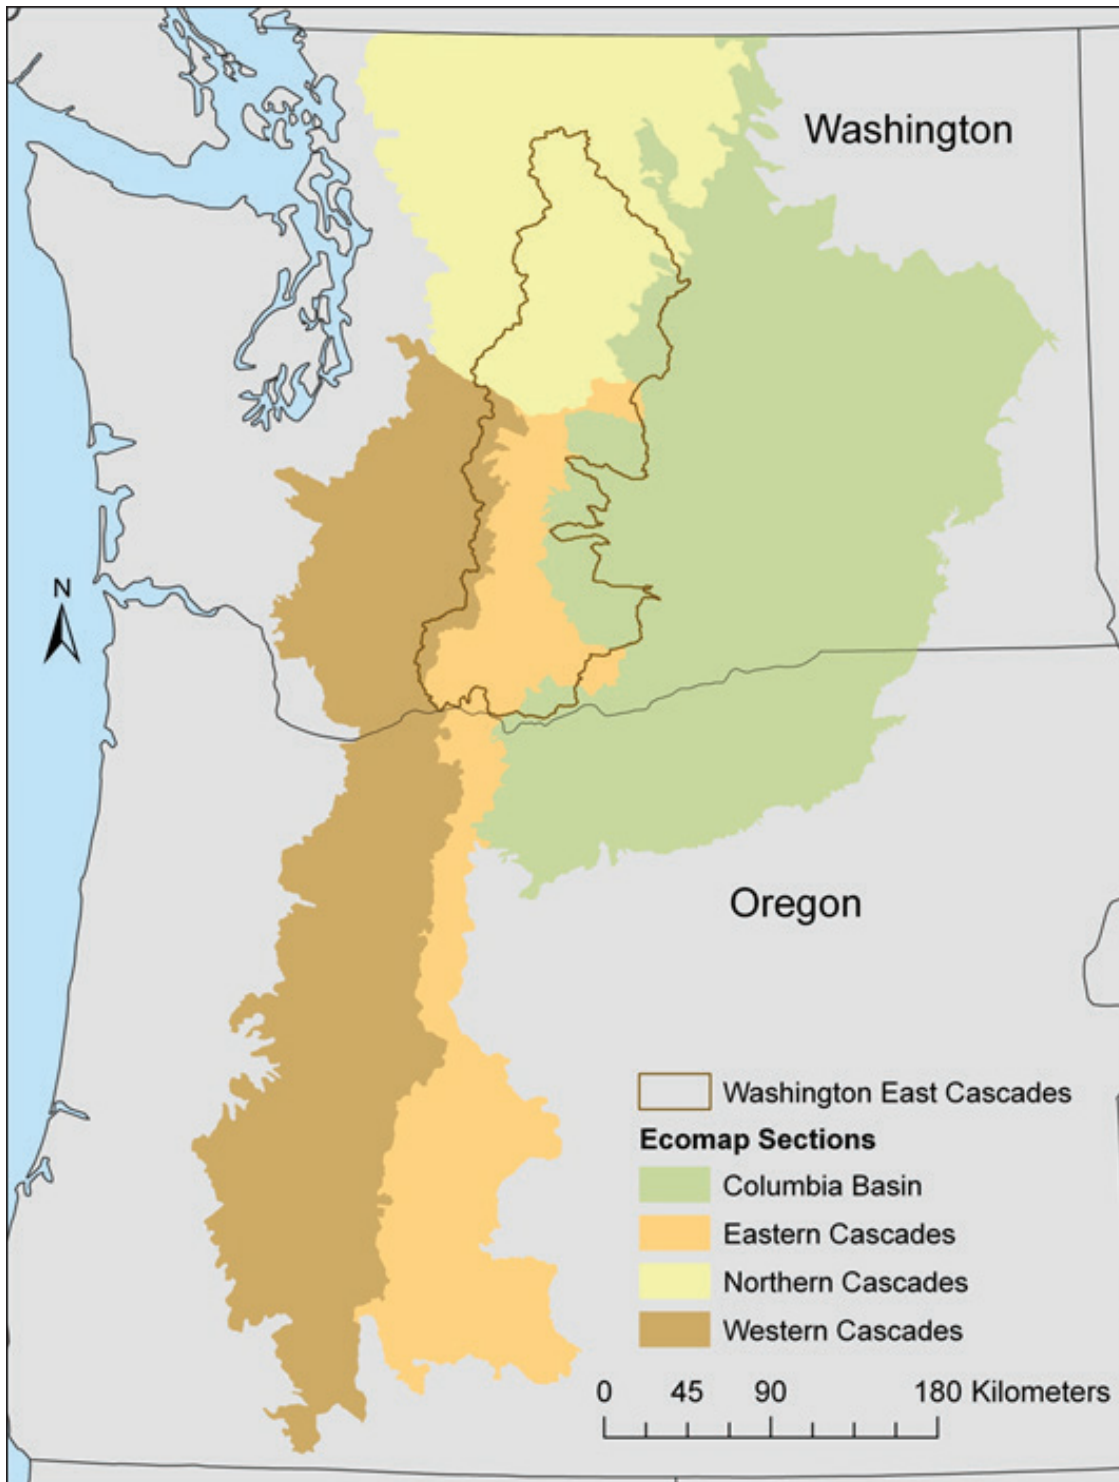 Washington
N
Oregon
Washington East Cascades
Ecomap Sections
Columbia Basin
Eastern Cascades
Northern Cascades
Western Cascades
0 45 90 180 Kilometers